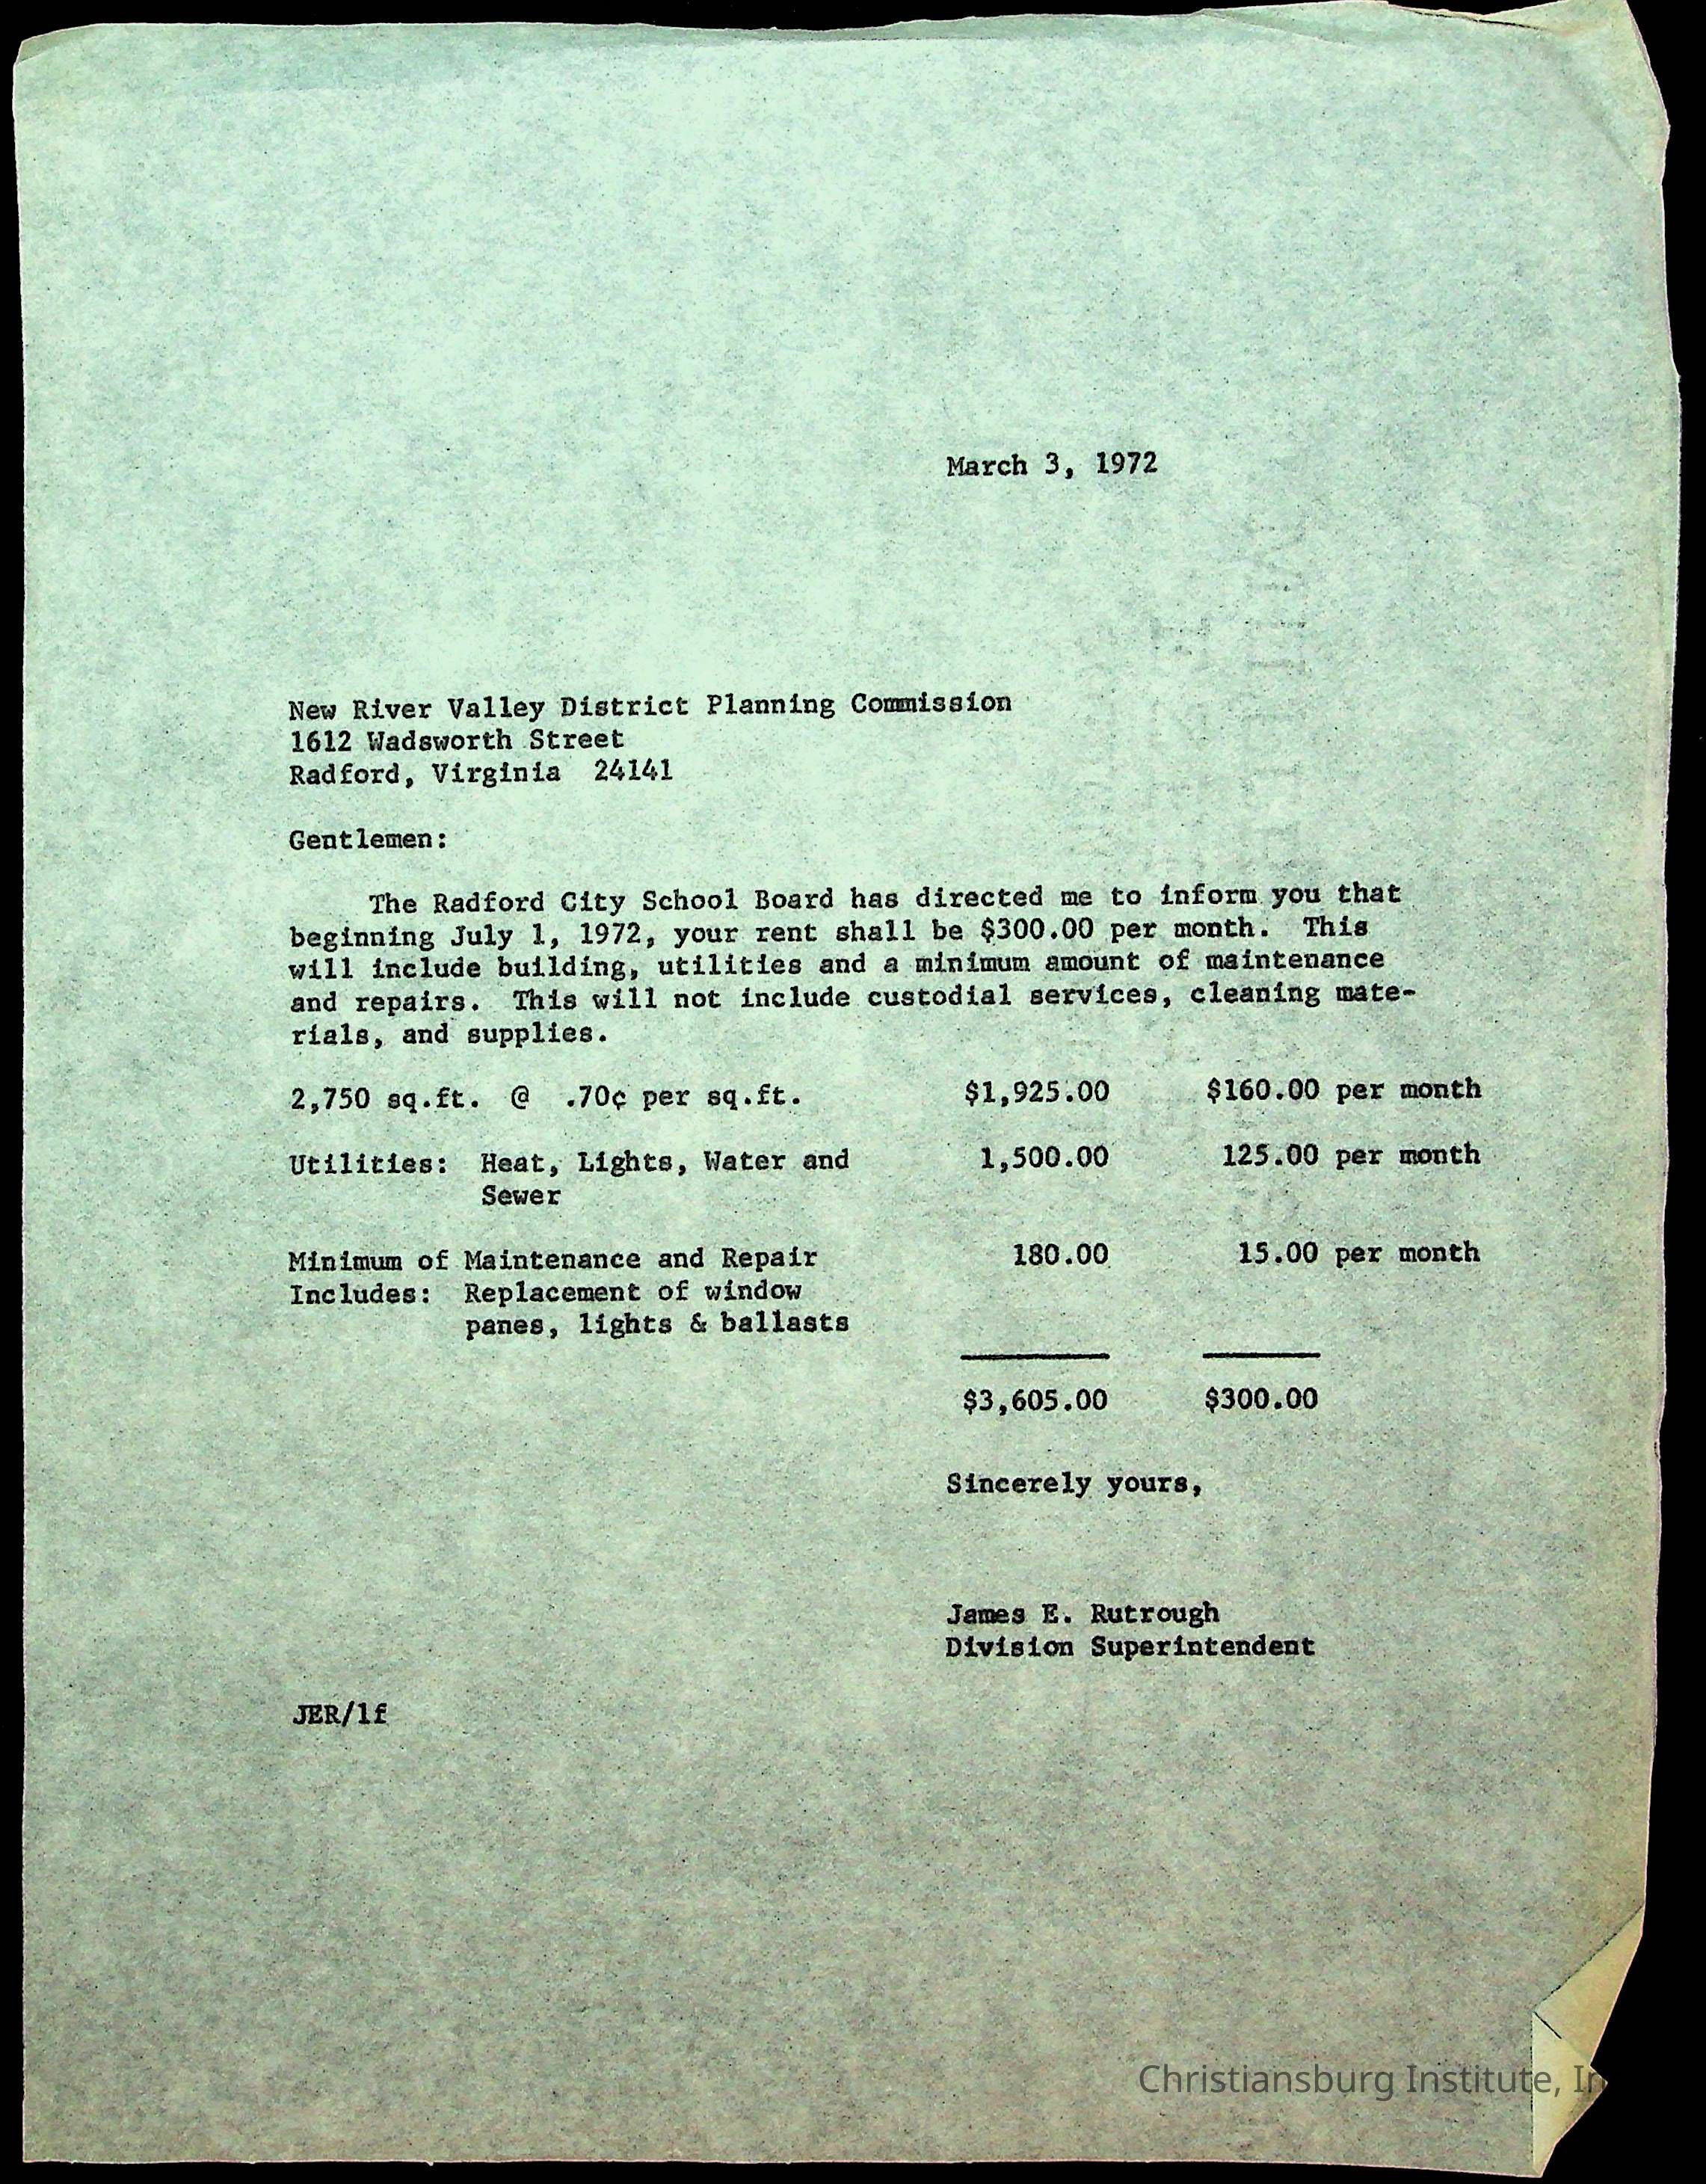 March 3, 1972
New River Valley District Planning Commission
1612 Wadsworth Street
Radford, Virginia  24141
Gentlemen:
The Radford City School Board has directed me to inform you that
beginning July 1, 1972, your rent shall be $300.00 per month.  This
will include building, utilities and a minimum amount of maintenance
and repairs.  This will not include custodial services, cleaning mate-
rials, and supplies.
2,750 sq.ft.  @  .70¢ per sq.ft.  $1,925.00  $160.00 per month
Utilities:  Heat, Lights, Water and  1,500.00  125.00 per month
Sewer
Minimum of Maintenance and Repair  180.00  15.00 per month
Includes:  Replacement of window
panes, lights & ballasts
$3,605.00  $300.00
Sincerely yours,
James E. Rutrough
Division Superintendent
JER/lf
Christiansburg Institute,